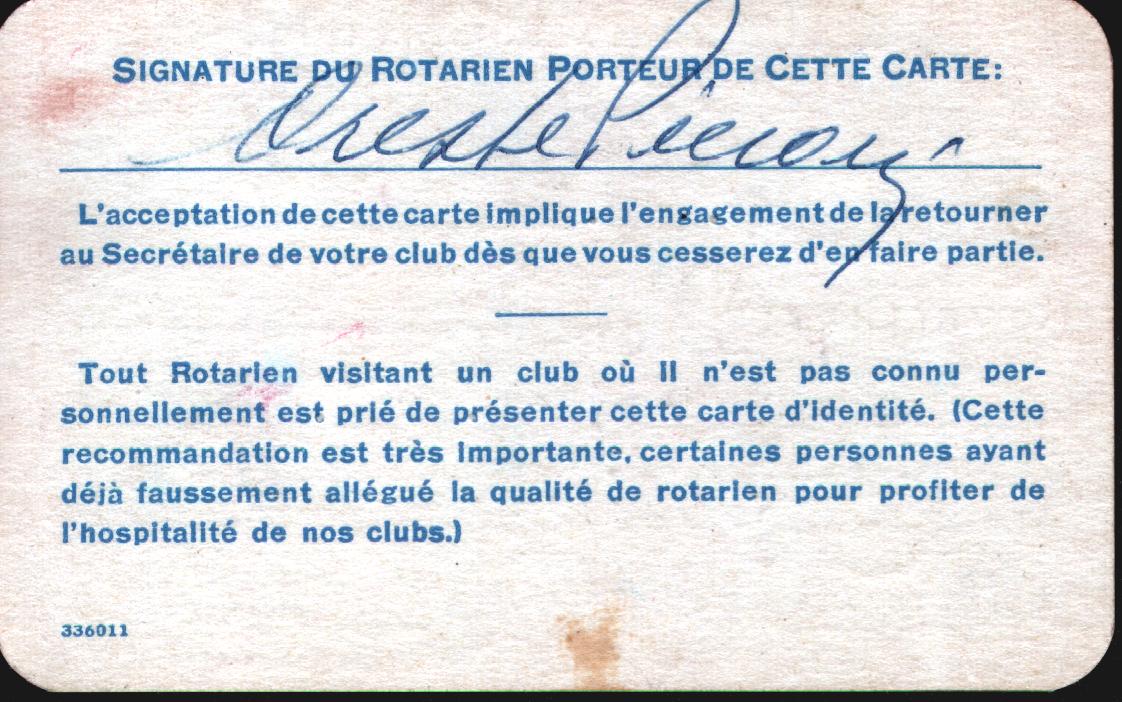 SIGNATURE DU ROTARIEN PORTEUR DE CETTE CARTE:
Oreste
L'acceptation de cette carte implique l'engagement de la retourner
au Secrétaire de votre club dès que vous cesserez d'en faire partie.
Tout Rotarien visitant un club où il n'est pas connu per-
sonnellement est prié de présenter cette carte d'identité. (Cette
recommandation est très importante, certaines personnes ayant
déjà faussement allégué la qualité de rotarien pour profiter de
l'hospitalité de nos clubs.)
336011